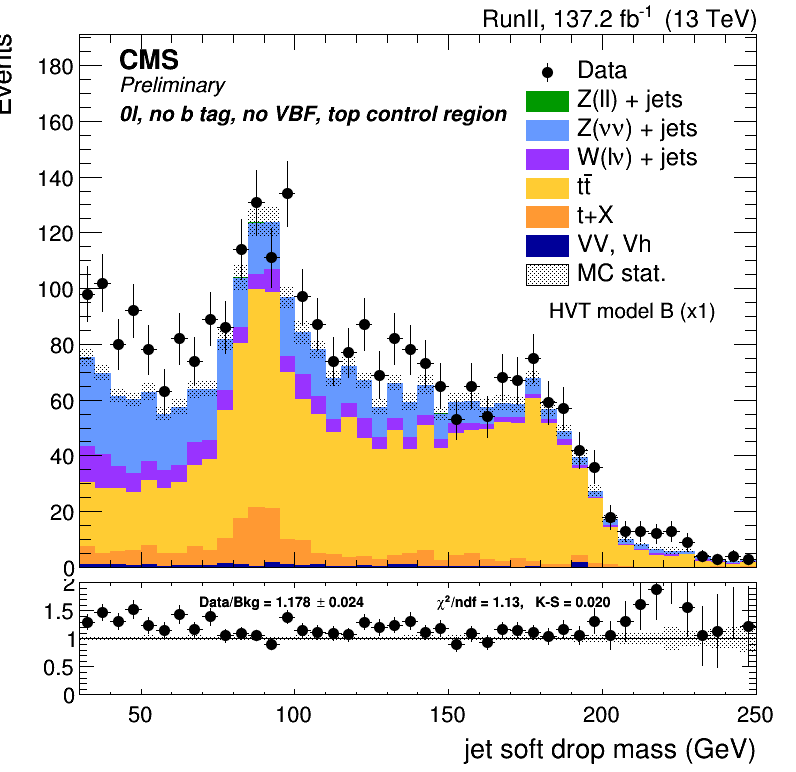 RunII, 137.2 fb⁻¹ (13 TeV)
Events
CMS
Preliminary
0l, no b tag, no VBF, top control region
Data
Z(ll) + jets
Z(νν) + jets
W(lν) + jets
tt̄
t+X
VV, Vh
MC stat.
HVT model B (x1)
180
160
140
120
100
80
60
40
20
0
Data/Bkg = 1.178 ± 0.024
χ²/ndf = 1.13, K-S = 0.020
2
1.5
1
0.5
0
50 100 150 200 250
jet soft drop mass (GeV)